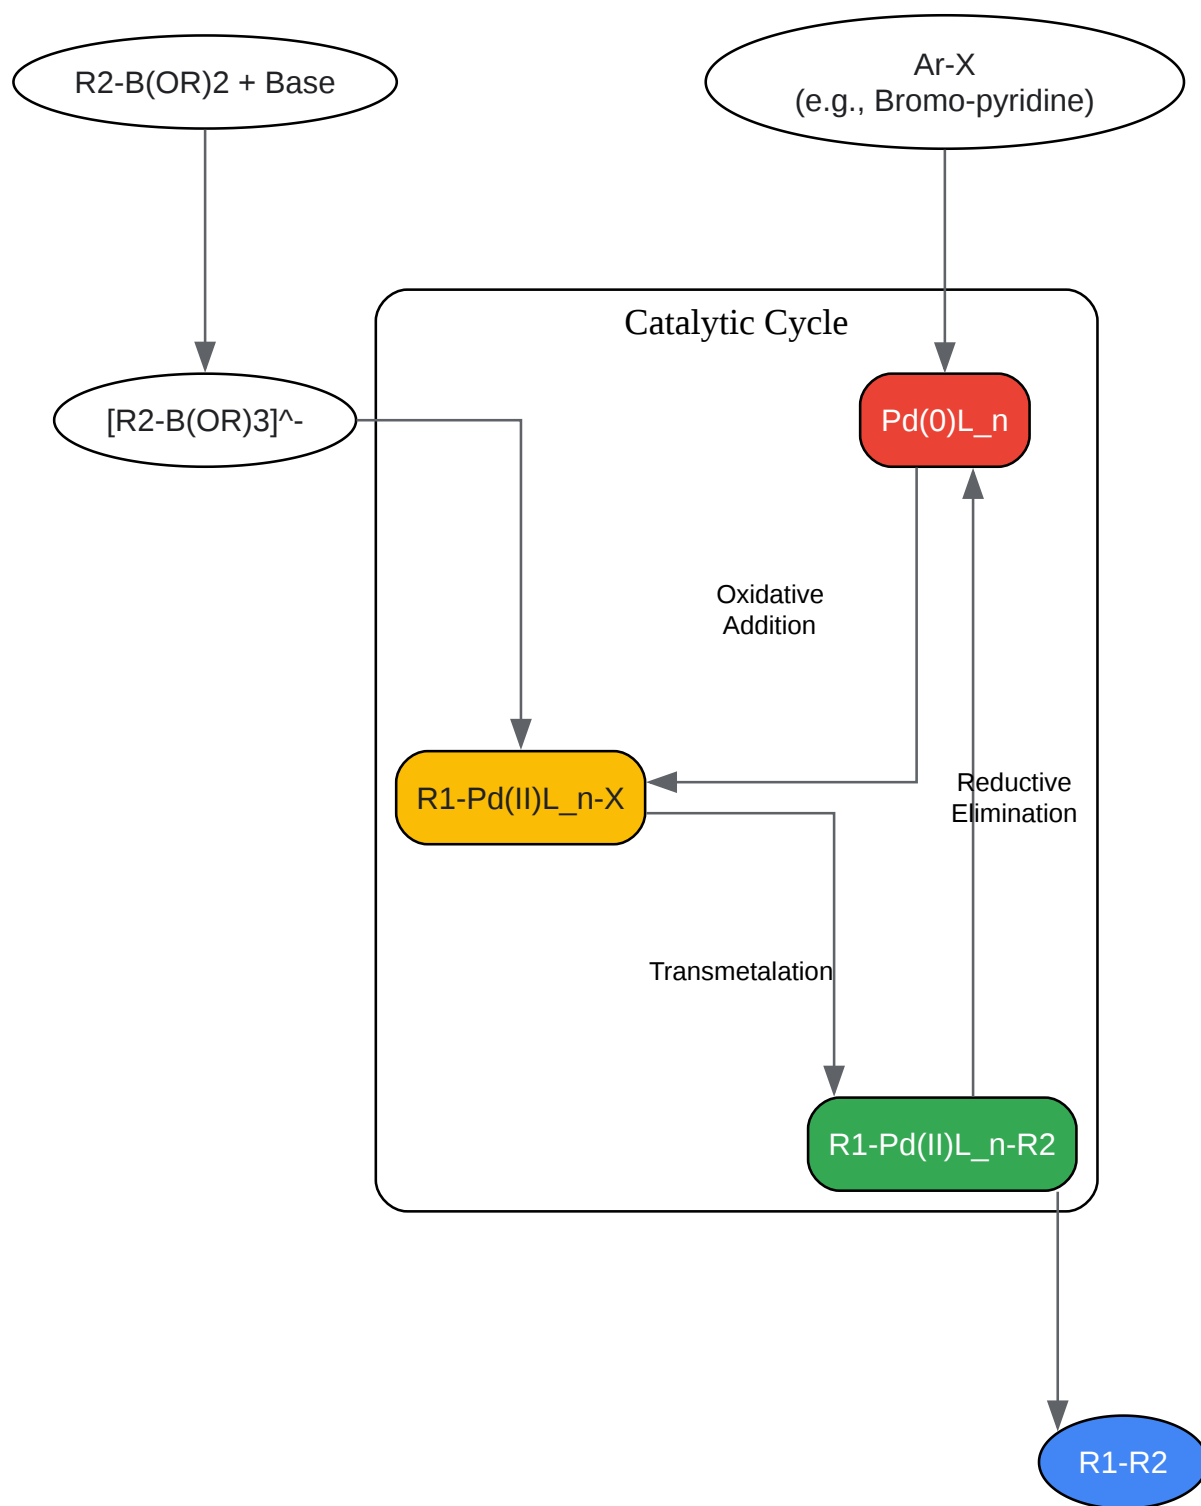 R2-B(OR)2 + Base
Ar-X
(e.g., Bromo-pyridine)
Catalytic Cycle
[R2-B(OR)3]^-
Pd(0)L_n
Oxidative
Addition
R1-Pd(II)L_n-X
Reductive
Elimination
Transmetalation
R1-Pd(II)L_n-R2
R1-R2